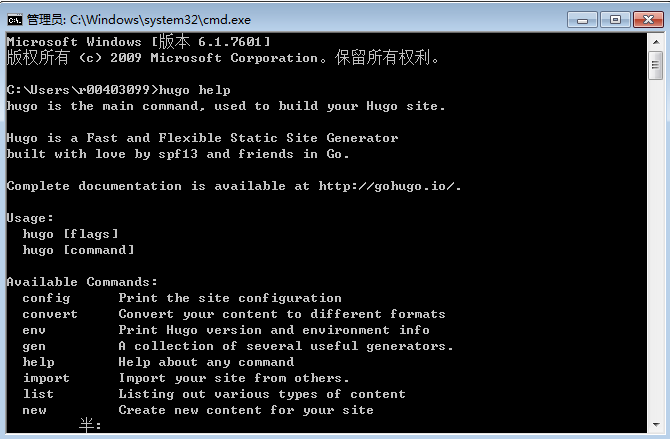 管理员: C:\Windows\system32\cmd.exe
Microsoft Windows [版本 6.1.7601]
版权所有 (c) 2009 Microsoft Corporation。保留所有权利。
C:\Users\r00403099>hugo help
hugo is the main command, used to build your Hugo site.
Hugo is a Fast and Flexible Static Site Generator
built with love by spf13 and friends in Go.
Complete documentation is available at http://gohugo.io/.
Usage:
hugo [flags]
hugo [command]
Available Commands:
config Print the site configuration
convert Convert your content to different formats
env Print Hugo version and environment info
gen A collection of several useful generators.
help Help about any command
import Import your site from others.
list Listing out various types of content
new Create new content for your site
半: